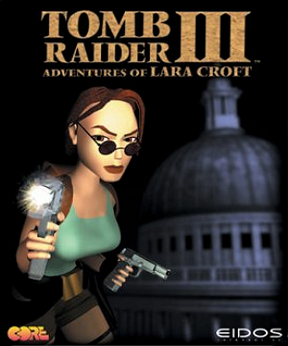 TOMB
RAIDER III
ADVENTURES OF LARA CROFT
CORE
EIDOS